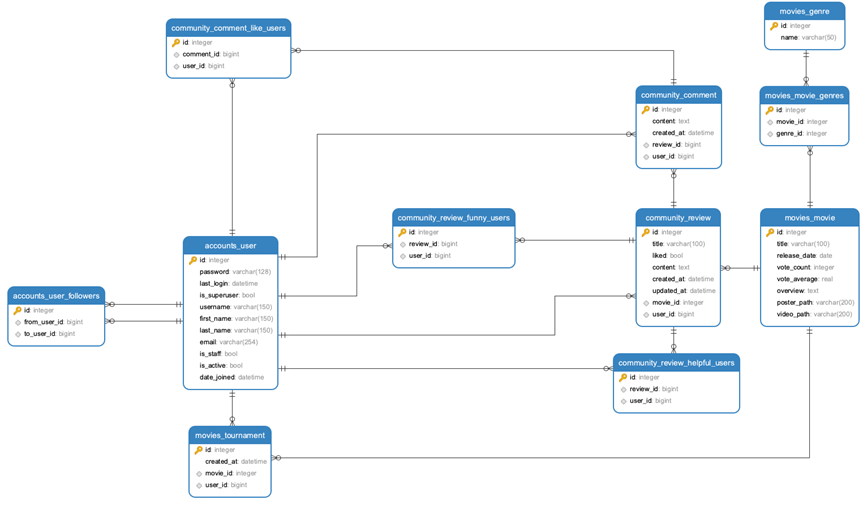 community_comment_like_users
id: integer
comment_id: bigint
user_id: bigint
movies_genre
id: integer
name: varchar(50)
community_comment
id: integer
content: text
created_at: datetime
review_id: bigint
user_id: bigint
movies_movie_genres
id: integer
movie_id: integer
genre_id: integer
accounts_user
id: integer
password: varchar(128)
last_login: datetime
is_superuser: bool
username: varchar(150)
first_name: varchar(150)
last_name: varchar(150)
email: varchar(254)
is_staff: bool
is_active: bool
date_joined: datetime
community_review_funny_users
id: integer
review_id: bigint
user_id: bigint
community_review
id: integer
title: varchar(100)
liked: bool
content: text
created_at: datetime
updated_at: datetime
movie_id: integer
user_id: bigint
movies_movie
id: integer
title: varchar(100)
release_date: date
vote_count: integer
vote_average: real
overview: text
poster_path: varchar(200)
video_path: varchar(200)
accounts_user_followers
id: integer
from_user_id: bigint
to_user_id: bigint
community_review_helpful_users
id: integer
review_id: bigint
user_id: bigint
movies_tournament
id: integer
created_at: datetime
movie_id: integer
user_id: bigint